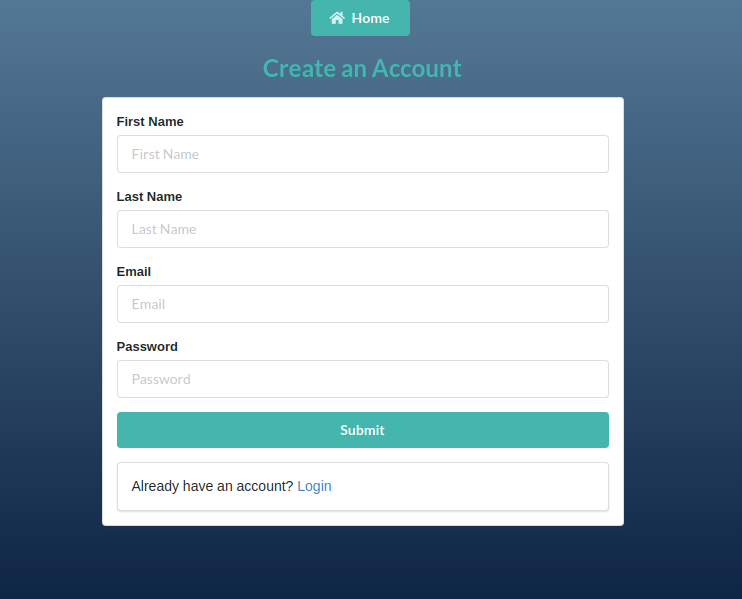 Home
Create an Account
First Name
First Name
Last Name
Last Name
Email
Email
Password
Password
Submit
Already have an account? Login